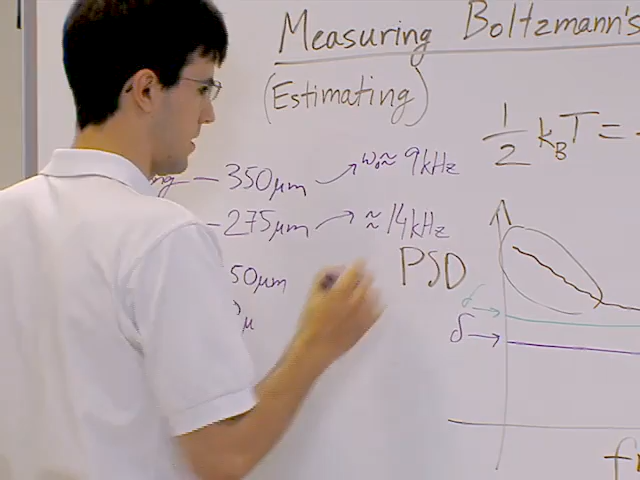 Measuring Boltzmann's
(Estimating)
1/2 k_B T =
— 350μm → ω₀ ≈ 9kHz
— 275μm → ≈ 14kHz
50μm
μ
PSD
δ →